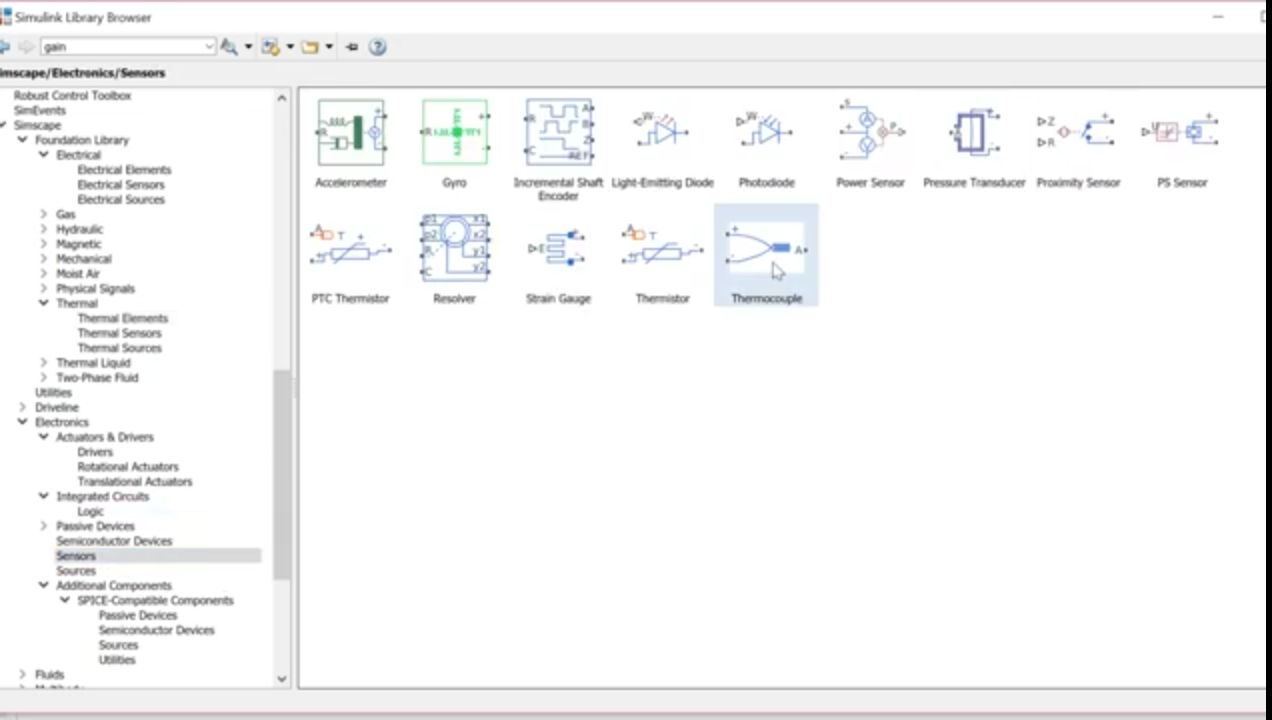 Simulink Library Browser
gain
imscape/Electronics/Sensors
Robust Control Toolbox
SimEvents
Simscape
Foundation Library
Electrical
Electrical Elements
Electrical Sensors
Electrical Sources
Gas
Hydraulic
Magnetic
Mechanical
Moist Air
Physical Signals
Thermal
Thermal Elements
Thermal Sensors
Thermal Sources
Thermal Liquid
Two-Phase Fluid
Utilities
Driveline
Electronics
Actuators & Drivers
Drivers
Rotational Actuators
Translational Actuators
Integrated Circuits
Logic
Passive Devices
Semiconductor Devices
Sensors
Sources
Additional Components
SPICE-Compatible Components
Passive Devices
Semiconductor Devices
Sources
Utilities
Fluids
Accelerometer
Gyro
Incremental Shaft
Encoder
Light-Emitting Diode
Photodiode
Power Sensor
Pressure Transducer
Proximity Sensor
PS Sensor
PTC Thermistor
Resolver
Strain Gauge
Thermistor
Thermocouple